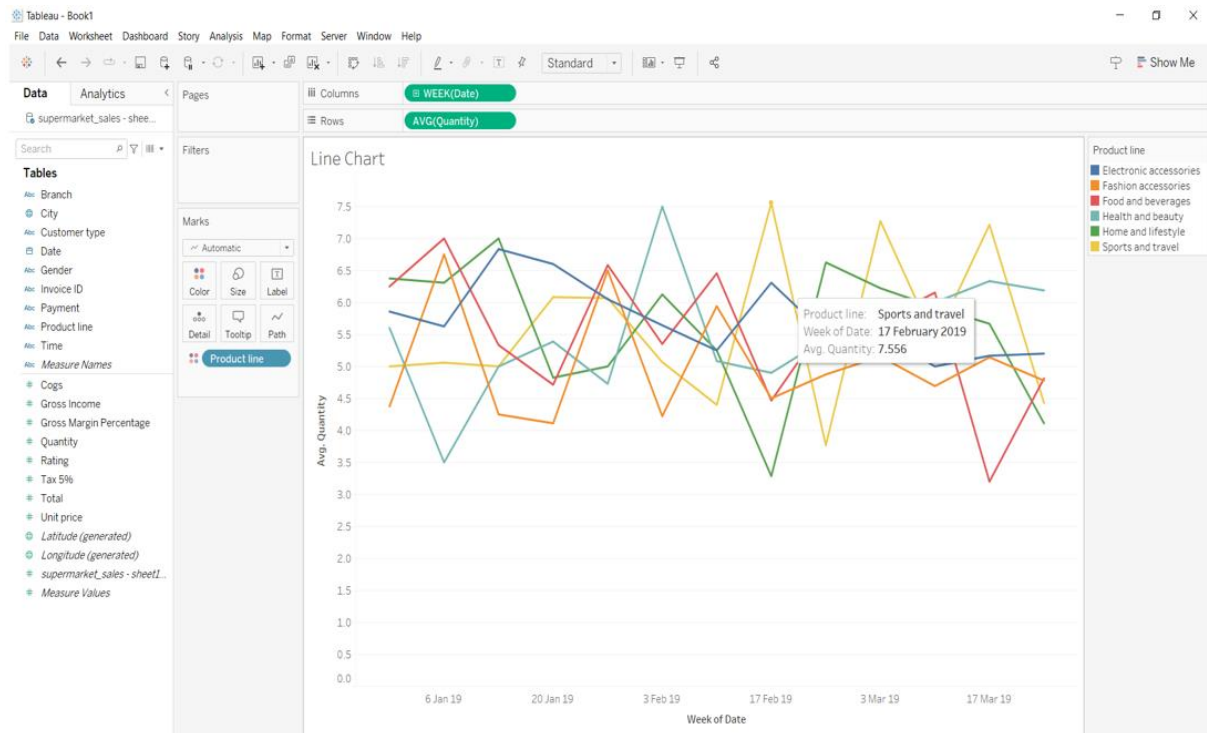 Tableau - Book1
File Data Worksheet Dashboard Story Analysis Map Format Server Window Help
Standard
Show Me
Data Analytics
supermarket_sales - shee...
Search
Tables
Abc Branch
City
Abc Customer type
Date
Abc Gender
Abc Invoice ID
Abc Payment
Abc Product line
Abc Time
Abc Measure Names
# Cogs
# Gross Income
# Gross Margin Percentage
# Quantity
# Rating
# Tax 5%
# Total
# Unit price
Latitude (generated)
Longitude (generated)
# supermarket_sales - sheet1...
# Measure Values
Pages
Filters
Marks
Automatic
Color Size Label
Detail Tooltip Path
Product line
Columns WEEK(Date)
Rows AVG(Quantity)
Line Chart
Avg. Quantity
7.5
7.0
6.5
6.0
5.5
5.0
4.5
4.0
3.5
3.0
2.5
2.0
1.5
1.0
0.5
0.0
Product line: Sports and travel
Week of Date: 17 February 2019
Avg. Quantity: 7.556
6 Jan 19 20 Jan 19 3 Feb 19 17 Feb 19 3 Mar 19 17 Mar 19
Week of Date
Product line
Electronic accessories
Fashion accessories
Food and beverages
Health and beauty
Home and lifestyle
Sports and travel